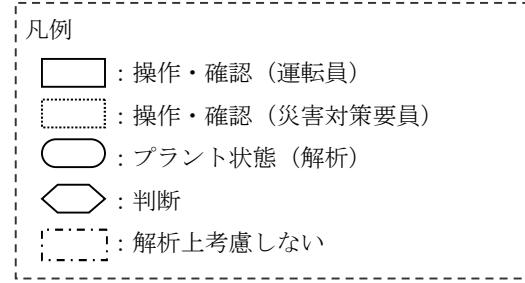 凡例
：操作・確認（運転員）
：操作・確認（災害対策要員）
：プラント状態（解析）
：判断
：解析上考慮しない